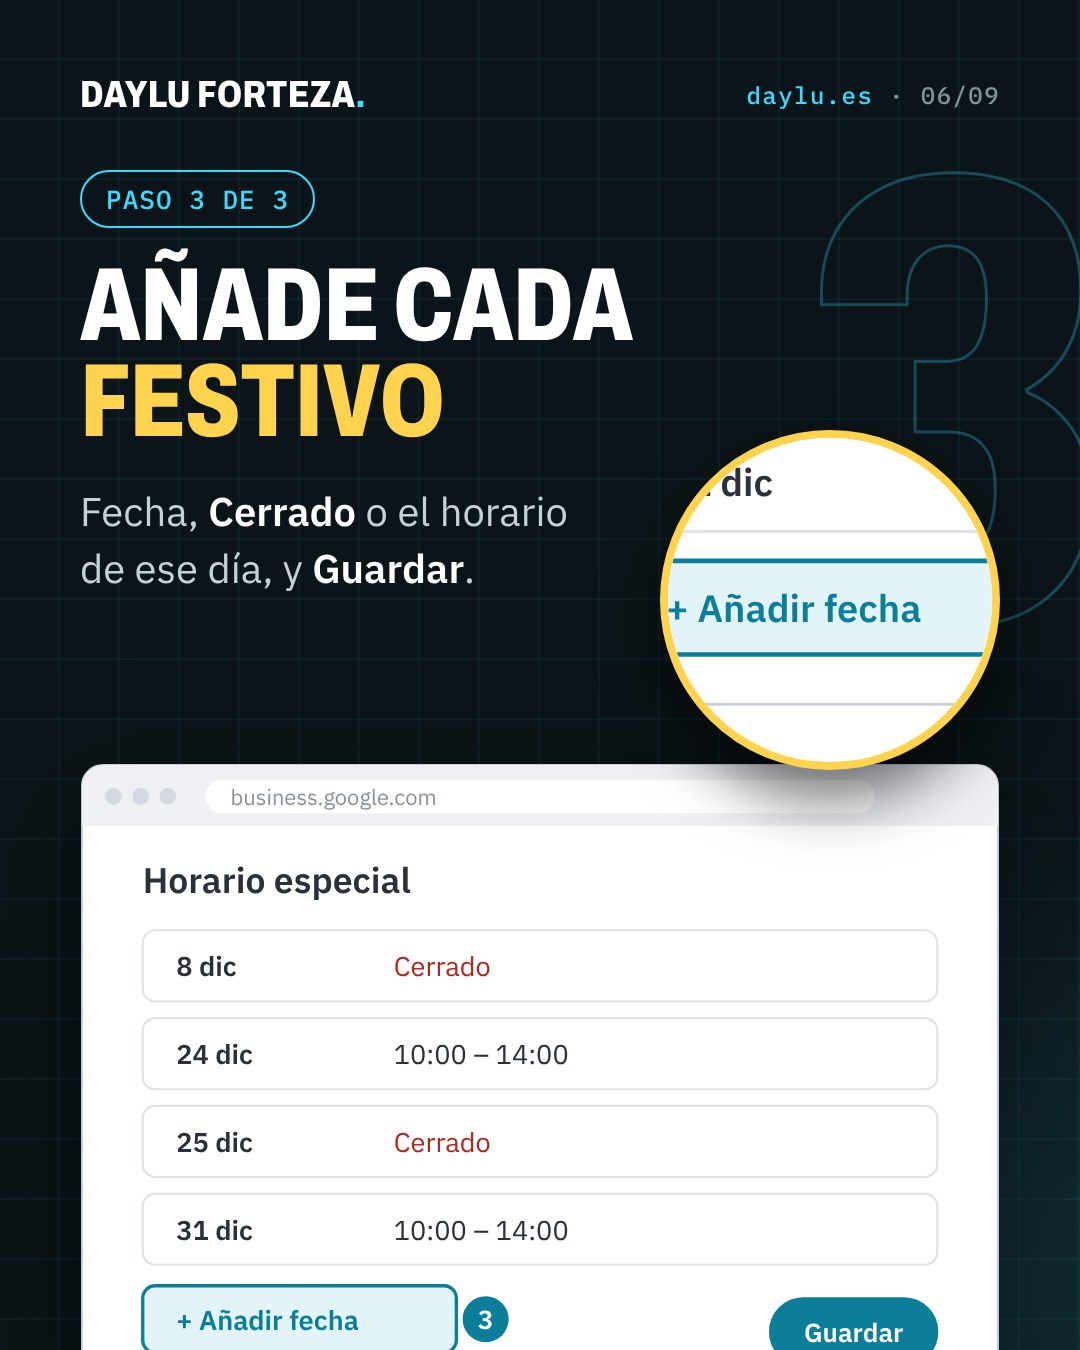 DAYLU FORTEZA.
daylu.es · 06/09
PASO 3 DE 3
3
AÑADE CADA
FESTIVO
Fecha, Cerrado o el horario
de ese día, y Guardar.
dic
+ Añadir fecha
business.google.com
Horario especial
8 dic Cerrado
24 dic 10:00 – 14:00
25 dic Cerrado
31 dic 10:00 – 14:00
+ Añadir fecha 3 Guardar